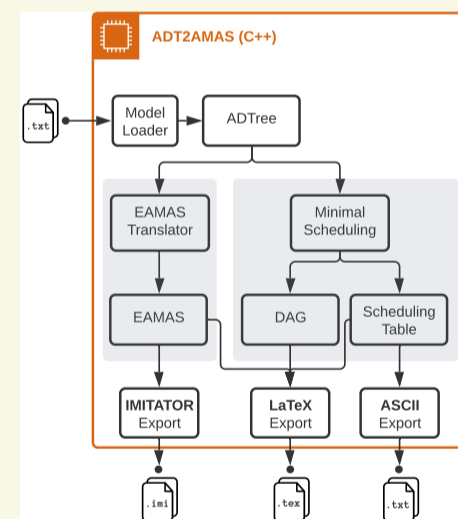 ADT2AMAS (C++)
.txt
Model
Loader
ADTree
EAMAS
Translator
Minimal
Scheduling
EAMAS
DAG
Scheduling
Table
IMITATOR
Export
LaTeX
Export
ASCII
Export
.imi
.tex
.txt